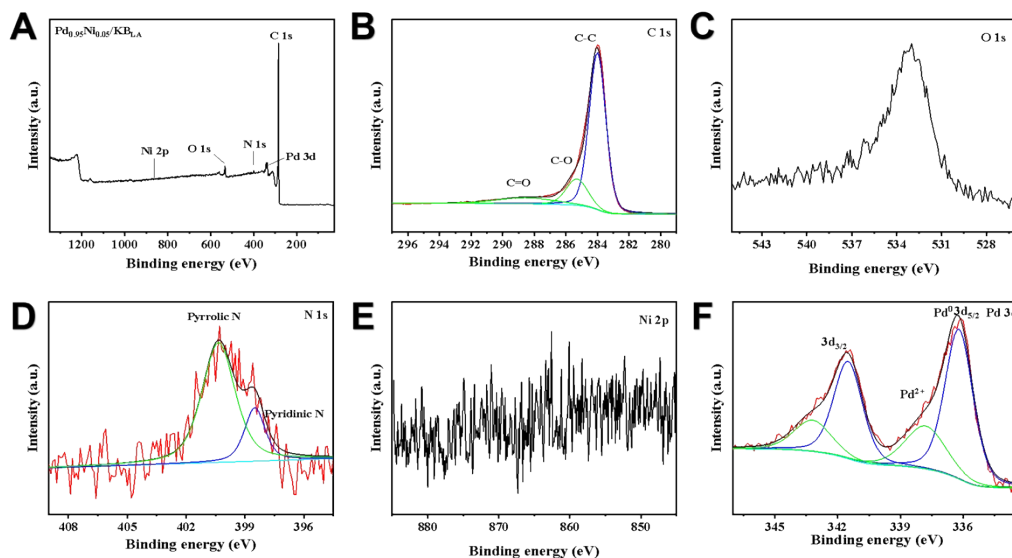 A
Pd0.95Ni0.05/KBLA
C 1s
Ni 2p
O 1s
N 1s
Pd 3d
Intensity (a.u.)
1200 1000 800 600 400 200
Binding energy (eV)
B
C 1s
C-C
C-O
C=O
Intensity (a.u.)
296 294 292 290 288 286 284 282 280
Binding energy (eV)
C
O 1s
Intensity (a.u.)
543 540 537 534 531 528
Binding energy (eV)
D
N 1s
Pyrrolic N
Pyridinic N
Intensity (a.u.)
408 405 402 399 396
Binding energy (eV)
E
Ni 2p
Intensity (a.u.)
880 870 860 850
Binding energy (eV)
F
Pd⁰ 3d5/2
Pd 3
3d3/2
Pd²⁺
Intensity (a.u.)
345 342 339 336
Binding energy (eV)